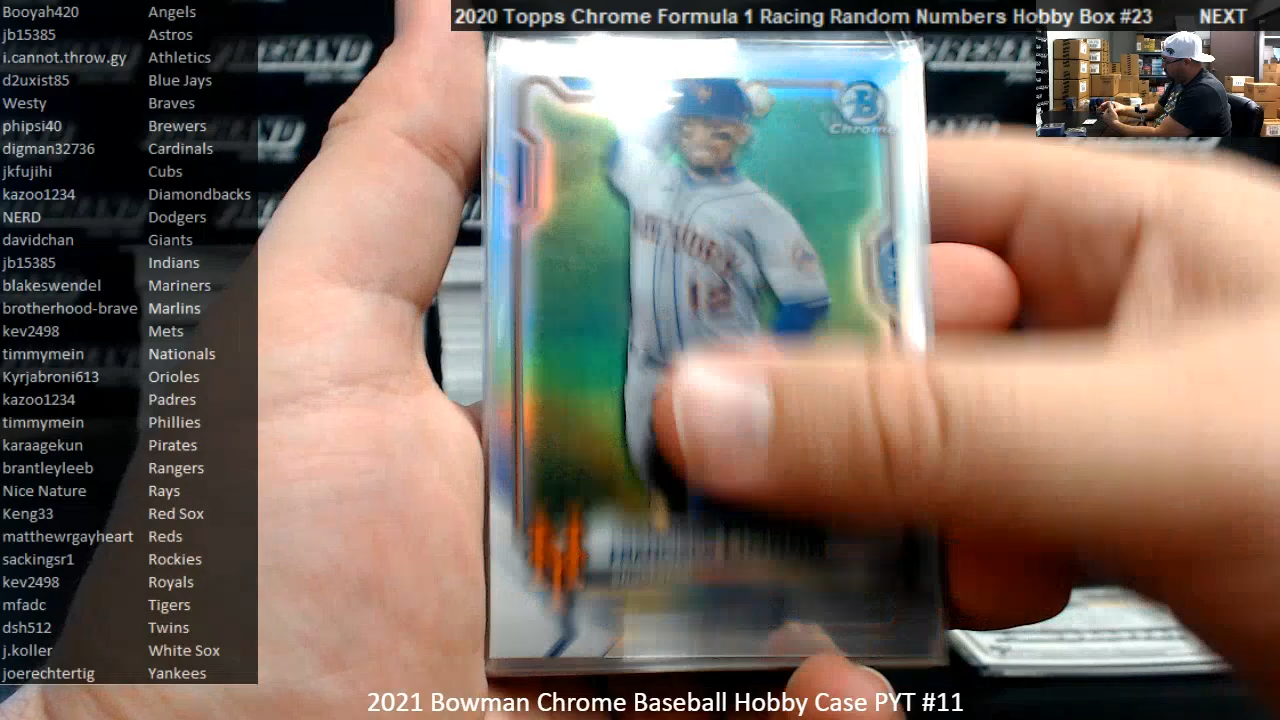 2020 Topps Chrome Formula 1 Racing Random Numbers Hobby Box #23 NEXT
Booyah420 Angels
jb15385 Astros
i.cannot.throw.gy Athletics
d2uxist85 Blue Jays
Westy Braves
phipsi40 Brewers
digman32736 Cardinals
jkfujihi Cubs
kazoo1234 Diamondbacks
NERD Dodgers
davidchan Giants
jb15385 Indians
blakeswendel Mariners
brotherhood-brave Marlins
kev2498 Mets
timmymein Nationals
Kyrjabroni613 Orioles
kazoo1234 Padres
timmymein Phillies
karaagekun Pirates
brantleyleeb Rangers
Nice Nature Rays
Keng33 Red Sox
matthewrgayheart Reds
sackingsr1 Rockies
kev2498 Royals
mfadc Tigers
dsh512 Twins
j.koller White Sox
joerechtertig Yankees
B
Chrome
12
2021 Bowman Chrome Baseball Hobby Case PYT #11